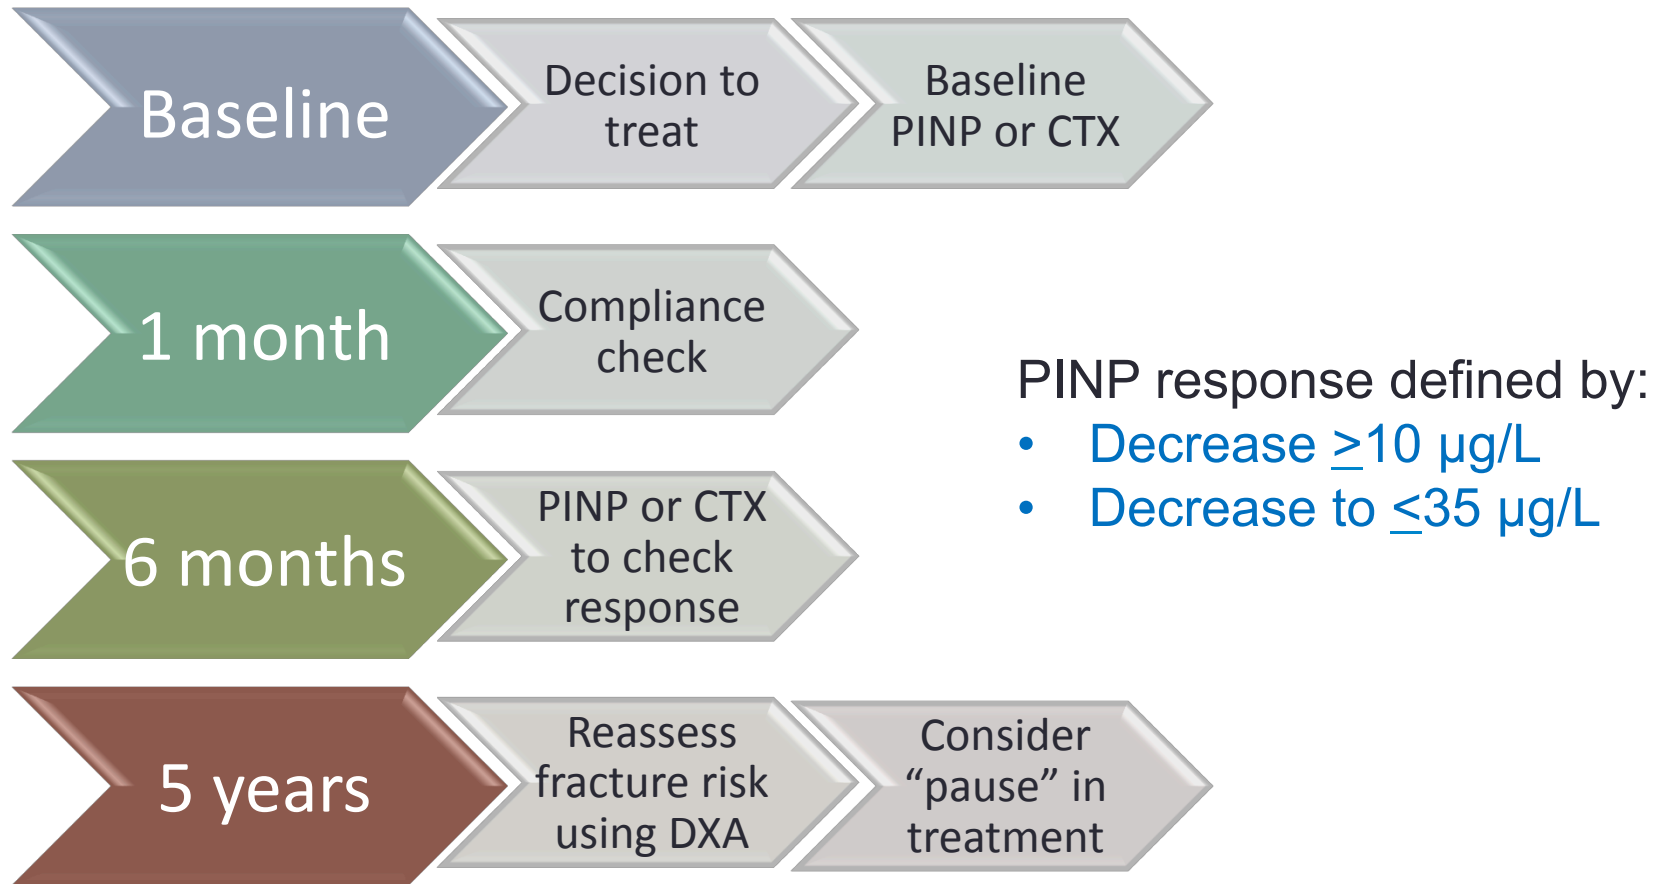 Baseline
Decision to
treat
Baseline
PINP or CTX
1 month
Compliance
check
6 months
PINP or CTX
to check
response
5 years
Reassess
fracture risk
using DXA
Consider
“pause” in
treatment
PINP response defined by:
• Decrease ≥10 µg/L
• Decrease to ≤35 µg/L